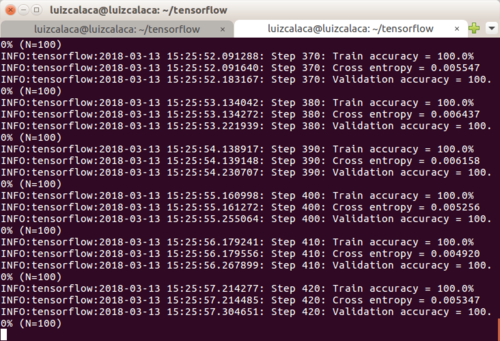 luizcalaca@luizcalaca: ~/tensorflow
luizcalaca@luizcalaca: ~/tensorflow × luizcalaca@luizcalaca: ~/tensorflow ×
0% (N=100)
INFO:tensorflow:2018-03-13 15:25:52.091288: Step 370: Train accuracy = 100.0%
INFO:tensorflow:2018-03-13 15:25:52.091640: Step 370: Cross entropy = 0.005547
INFO:tensorflow:2018-03-13 15:25:52.183167: Step 370: Validation accuracy = 100.
0% (N=100)
INFO:tensorflow:2018-03-13 15:25:53.134042: Step 380: Train accuracy = 100.0%
INFO:tensorflow:2018-03-13 15:25:53.134272: Step 380: Cross entropy = 0.006437
INFO:tensorflow:2018-03-13 15:25:53.221939: Step 380: Validation accuracy = 100.
0% (N=100)
INFO:tensorflow:2018-03-13 15:25:54.138917: Step 390: Train accuracy = 100.0%
INFO:tensorflow:2018-03-13 15:25:54.139148: Step 390: Cross entropy = 0.006158
INFO:tensorflow:2018-03-13 15:25:54.230707: Step 390: Validation accuracy = 100.
0% (N=100)
INFO:tensorflow:2018-03-13 15:25:55.160998: Step 400: Train accuracy = 100.0%
INFO:tensorflow:2018-03-13 15:25:55.161272: Step 400: Cross entropy = 0.005256
INFO:tensorflow:2018-03-13 15:25:55.255064: Step 400: Validation accuracy = 100.
0% (N=100)
INFO:tensorflow:2018-03-13 15:25:56.179241: Step 410: Train accuracy = 100.0%
INFO:tensorflow:2018-03-13 15:25:56.179556: Step 410: Cross entropy = 0.004920
INFO:tensorflow:2018-03-13 15:25:56.267899: Step 410: Validation accuracy = 100.
0% (N=100)
INFO:tensorflow:2018-03-13 15:25:57.214277: Step 420: Train accuracy = 100.0%
INFO:tensorflow:2018-03-13 15:25:57.214485: Step 420: Cross entropy = 0.005347
INFO:tensorflow:2018-03-13 15:25:57.304651: Step 420: Validation accuracy = 100.
0% (N=100)